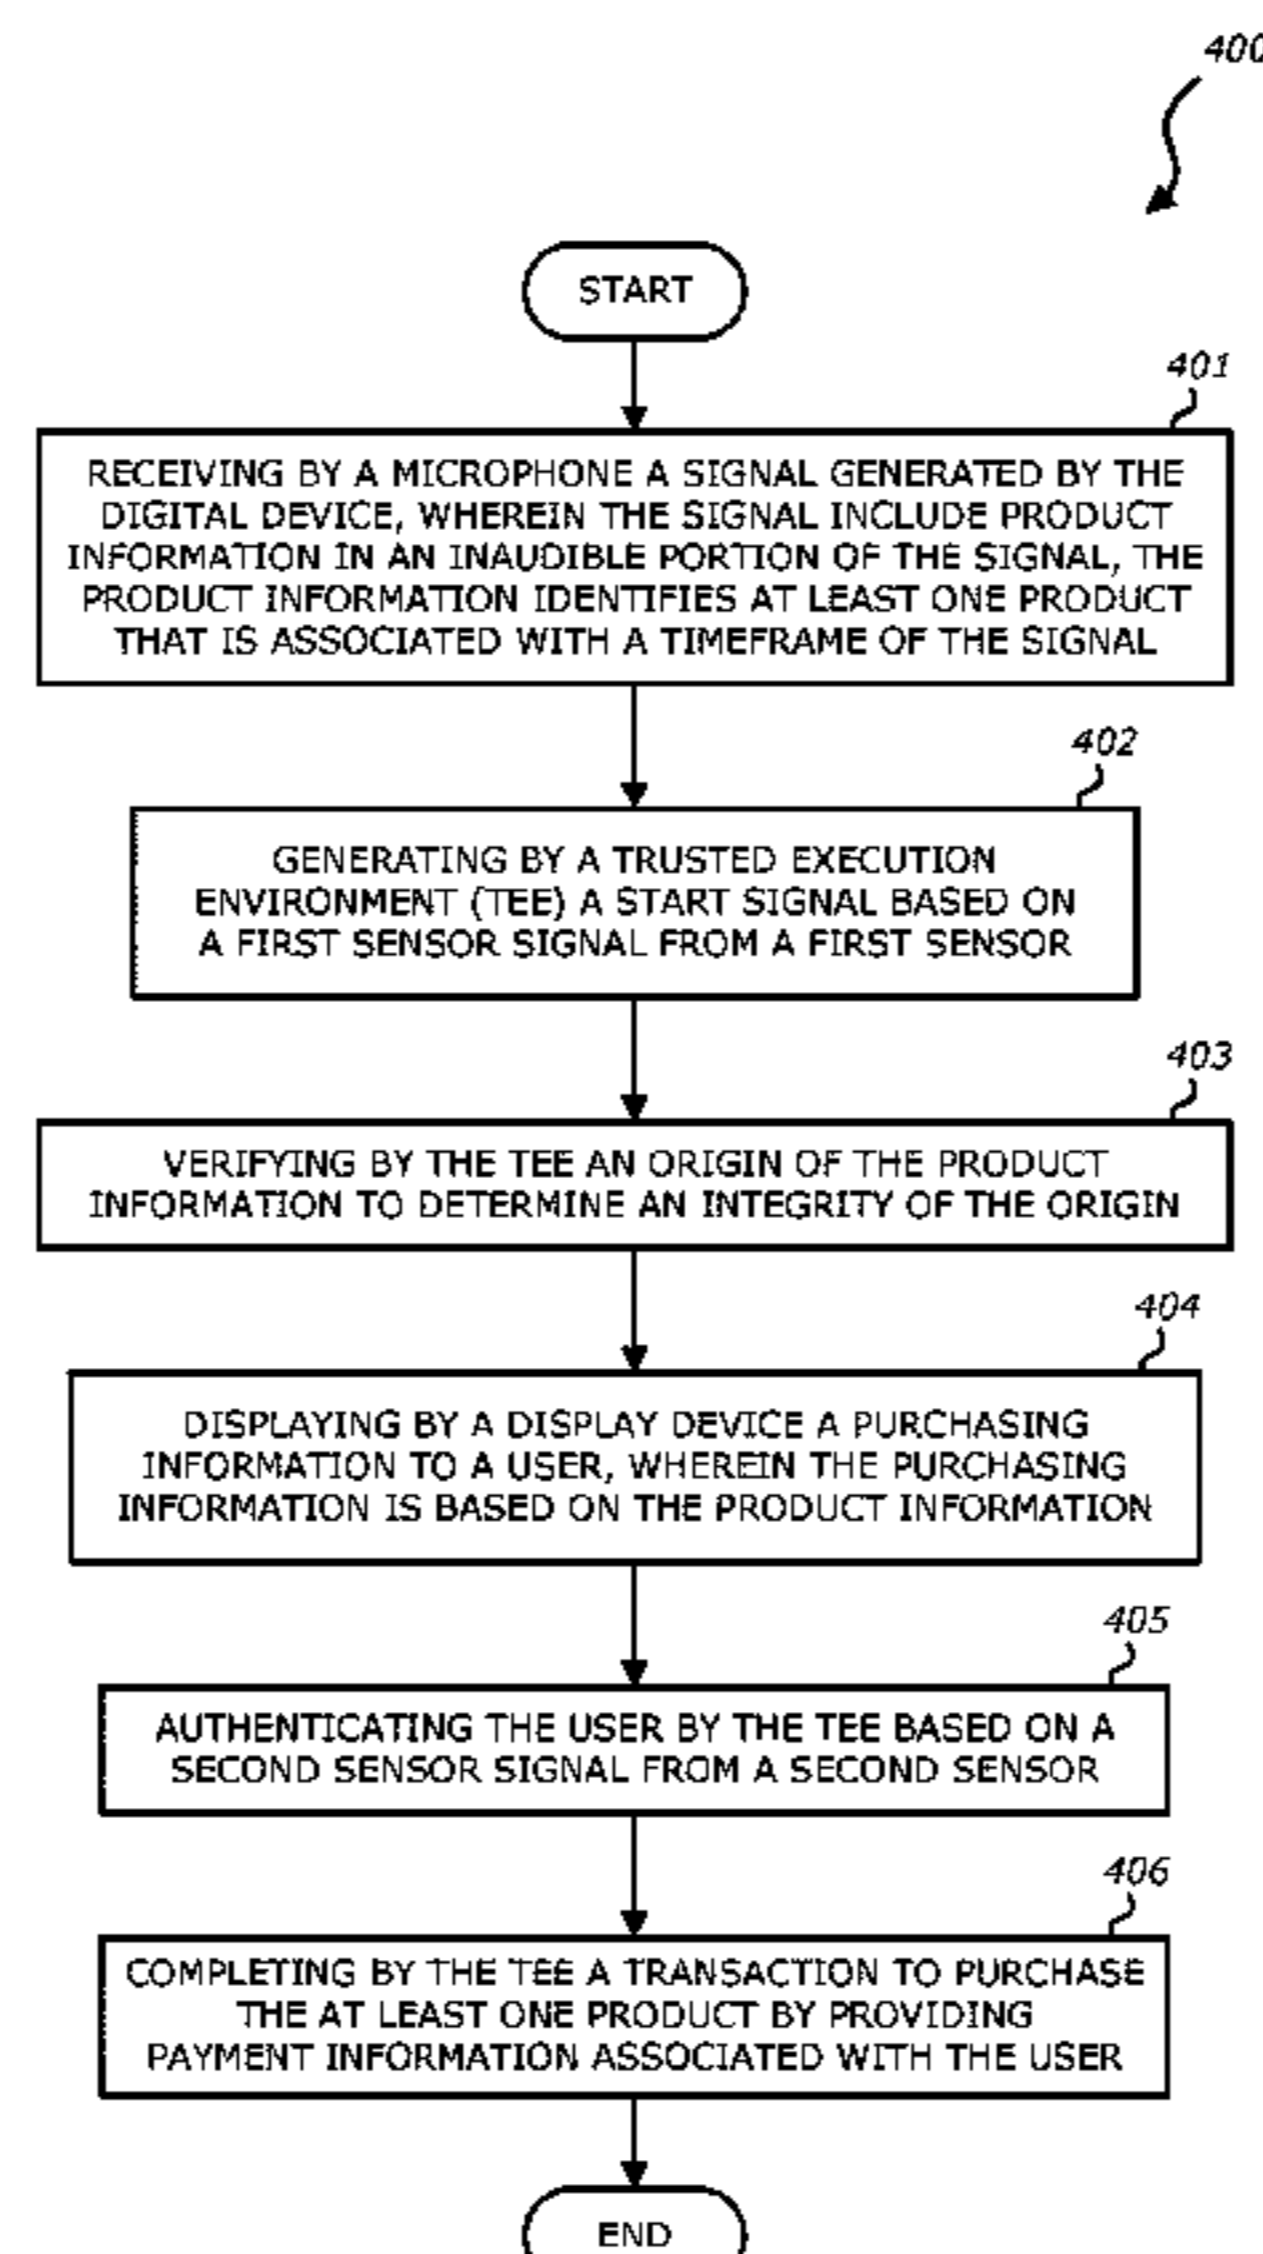 400
START
401
RECEIVING BY A MICROPHONE A SIGNAL GENERATED BY THE
DIGITAL DEVICE, WHEREIN THE SIGNAL INCLUDE PRODUCT
INFORMATION IN AN INAUDIBLE PORTION OF THE SIGNAL, THE
PRODUCT INFORMATION IDENTIFIES AT LEAST ONE PRODUCT
THAT IS ASSOCIATED WITH A TIMEFRAME OF THE SIGNAL
402
GENERATING BY A TRUSTED EXECUTION
ENVIRONMENT (TEE) A START SIGNAL BASED ON
A FIRST SENSOR SIGNAL FROM A FIRST SENSOR
403
VERIFYING BY THE TEE AN ORIGIN OF THE PRODUCT
INFORMATION TO DETERMINE AN INTEGRITY OF THE ORIGIN
404
DISPLAYING BY A DISPLAY DEVICE A PURCHASING
INFORMATION TO A USER, WHEREIN THE PURCHASING
INFORMATION IS BASED ON THE PRODUCT INFORMATION
405
AUTHENTICATING THE USER BY THE TEE BASED ON A
SECOND SENSOR SIGNAL FROM A SECOND SENSOR
406
COMPLETING BY THE TEE A TRANSACTION TO PURCHASE
THE AT LEAST ONE PRODUCT BY PROVIDING
PAYMENT INFORMATION ASSOCIATED WITH THE USER
END